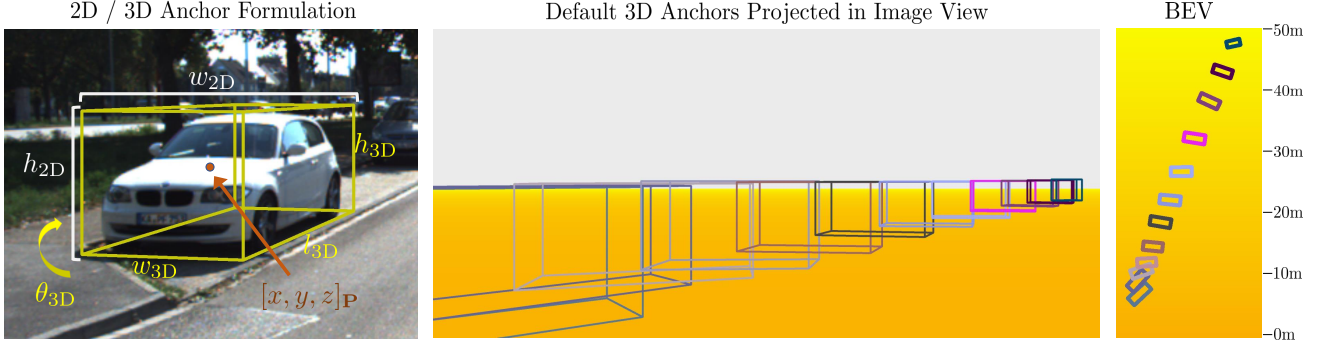 2D / 3D Anchor Formulation
w2D
h2D
h3D
l3D
w3D
θ3D
[x, y, z]P
Default 3D Anchors Projected in Image View
BEV
50m
40m
30m
20m
10m
0m